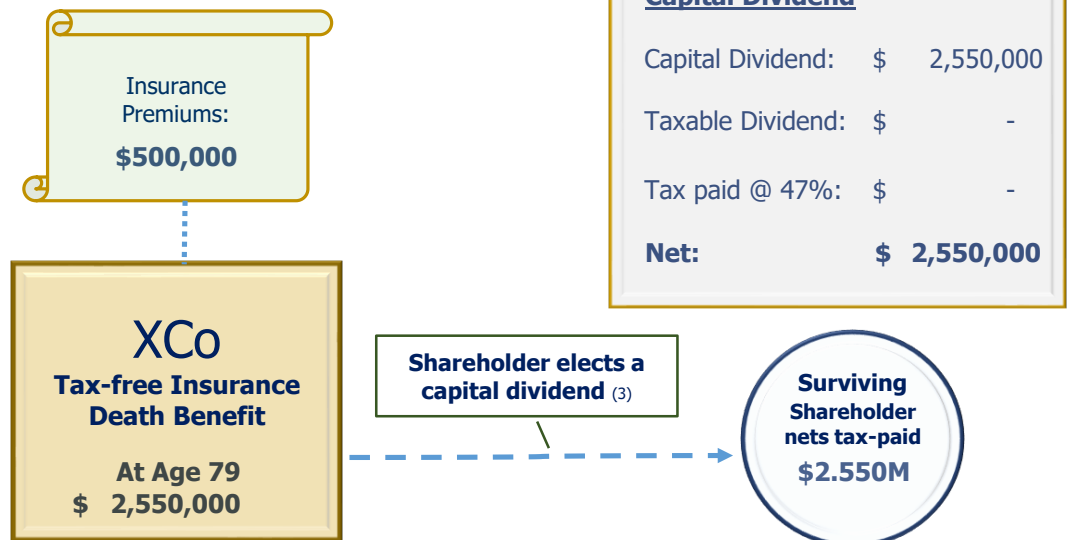 Capital Dividend
Capital Dividend: $ 2,550,000
Taxable Dividend: $ -
Tax paid @ 47%: $ -
Net: $ 2,550,000
Insurance
Premiums:
$500,000
XCo
Tax-free Insurance
Death Benefit
At Age 79
$ 2,550,000
Shareholder elects a
capital dividend (3)
Surviving
Shareholder
nets tax-paid
$2.550M